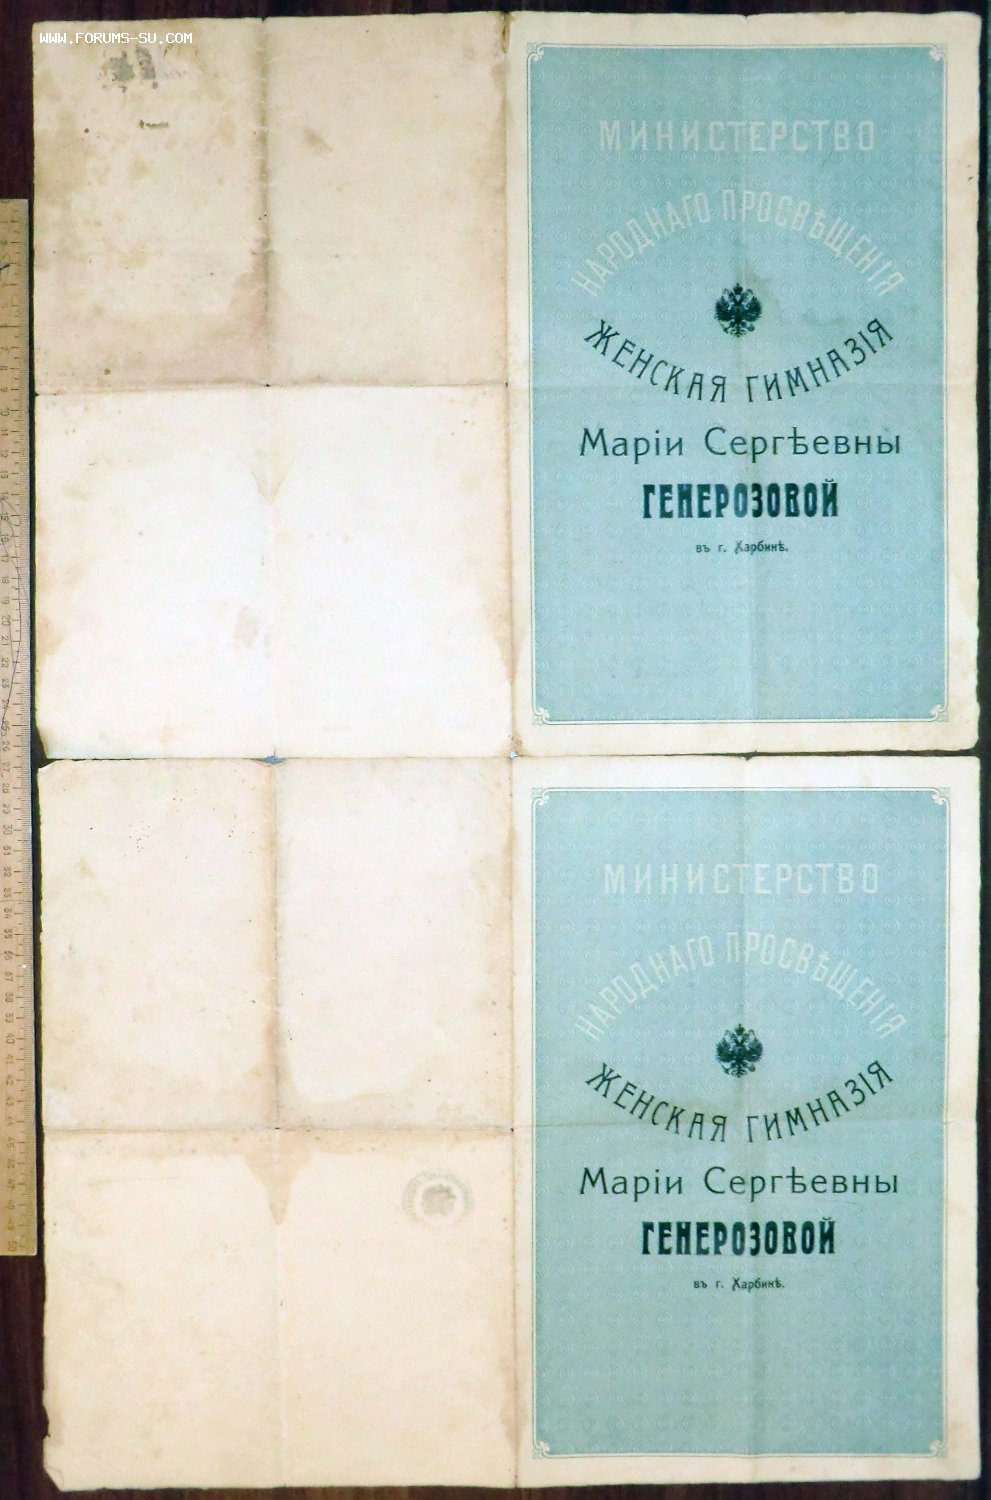 WWW.FORUMS-SU.COM
МИНИСТЕРСТВО
НАРОДНАГО ПРОСВѢЩЕНІЯ
ЖЕНСКАЯ ГИМНАЗІЯ
Маріи Сергѣевны
ГЕНЕРОЗОВОЙ
въ г. Харбинѣ.
МИНИСТЕРСТВО
НАРОДНАГО ПРОСВѢЩЕНІЯ
ЖЕНСКАЯ ГИМНАЗІЯ
Маріи Сергѣевны
ГЕНЕРОЗОВОЙ
въ г. Харбинѣ.